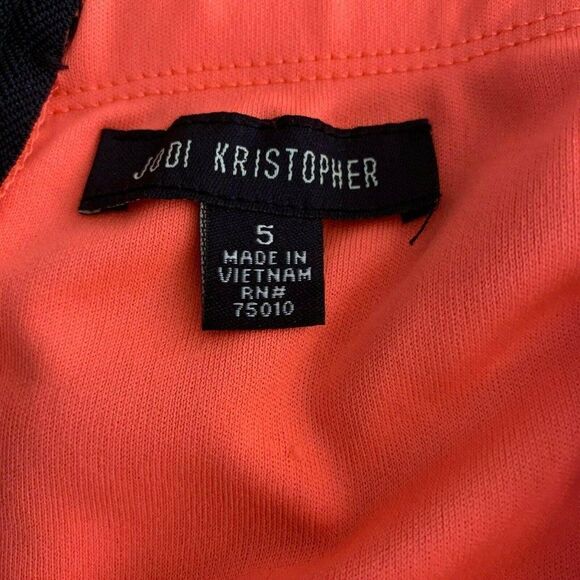 JODI KRISTOPHER
5
MADE IN
VIETNAM
RN#
75010